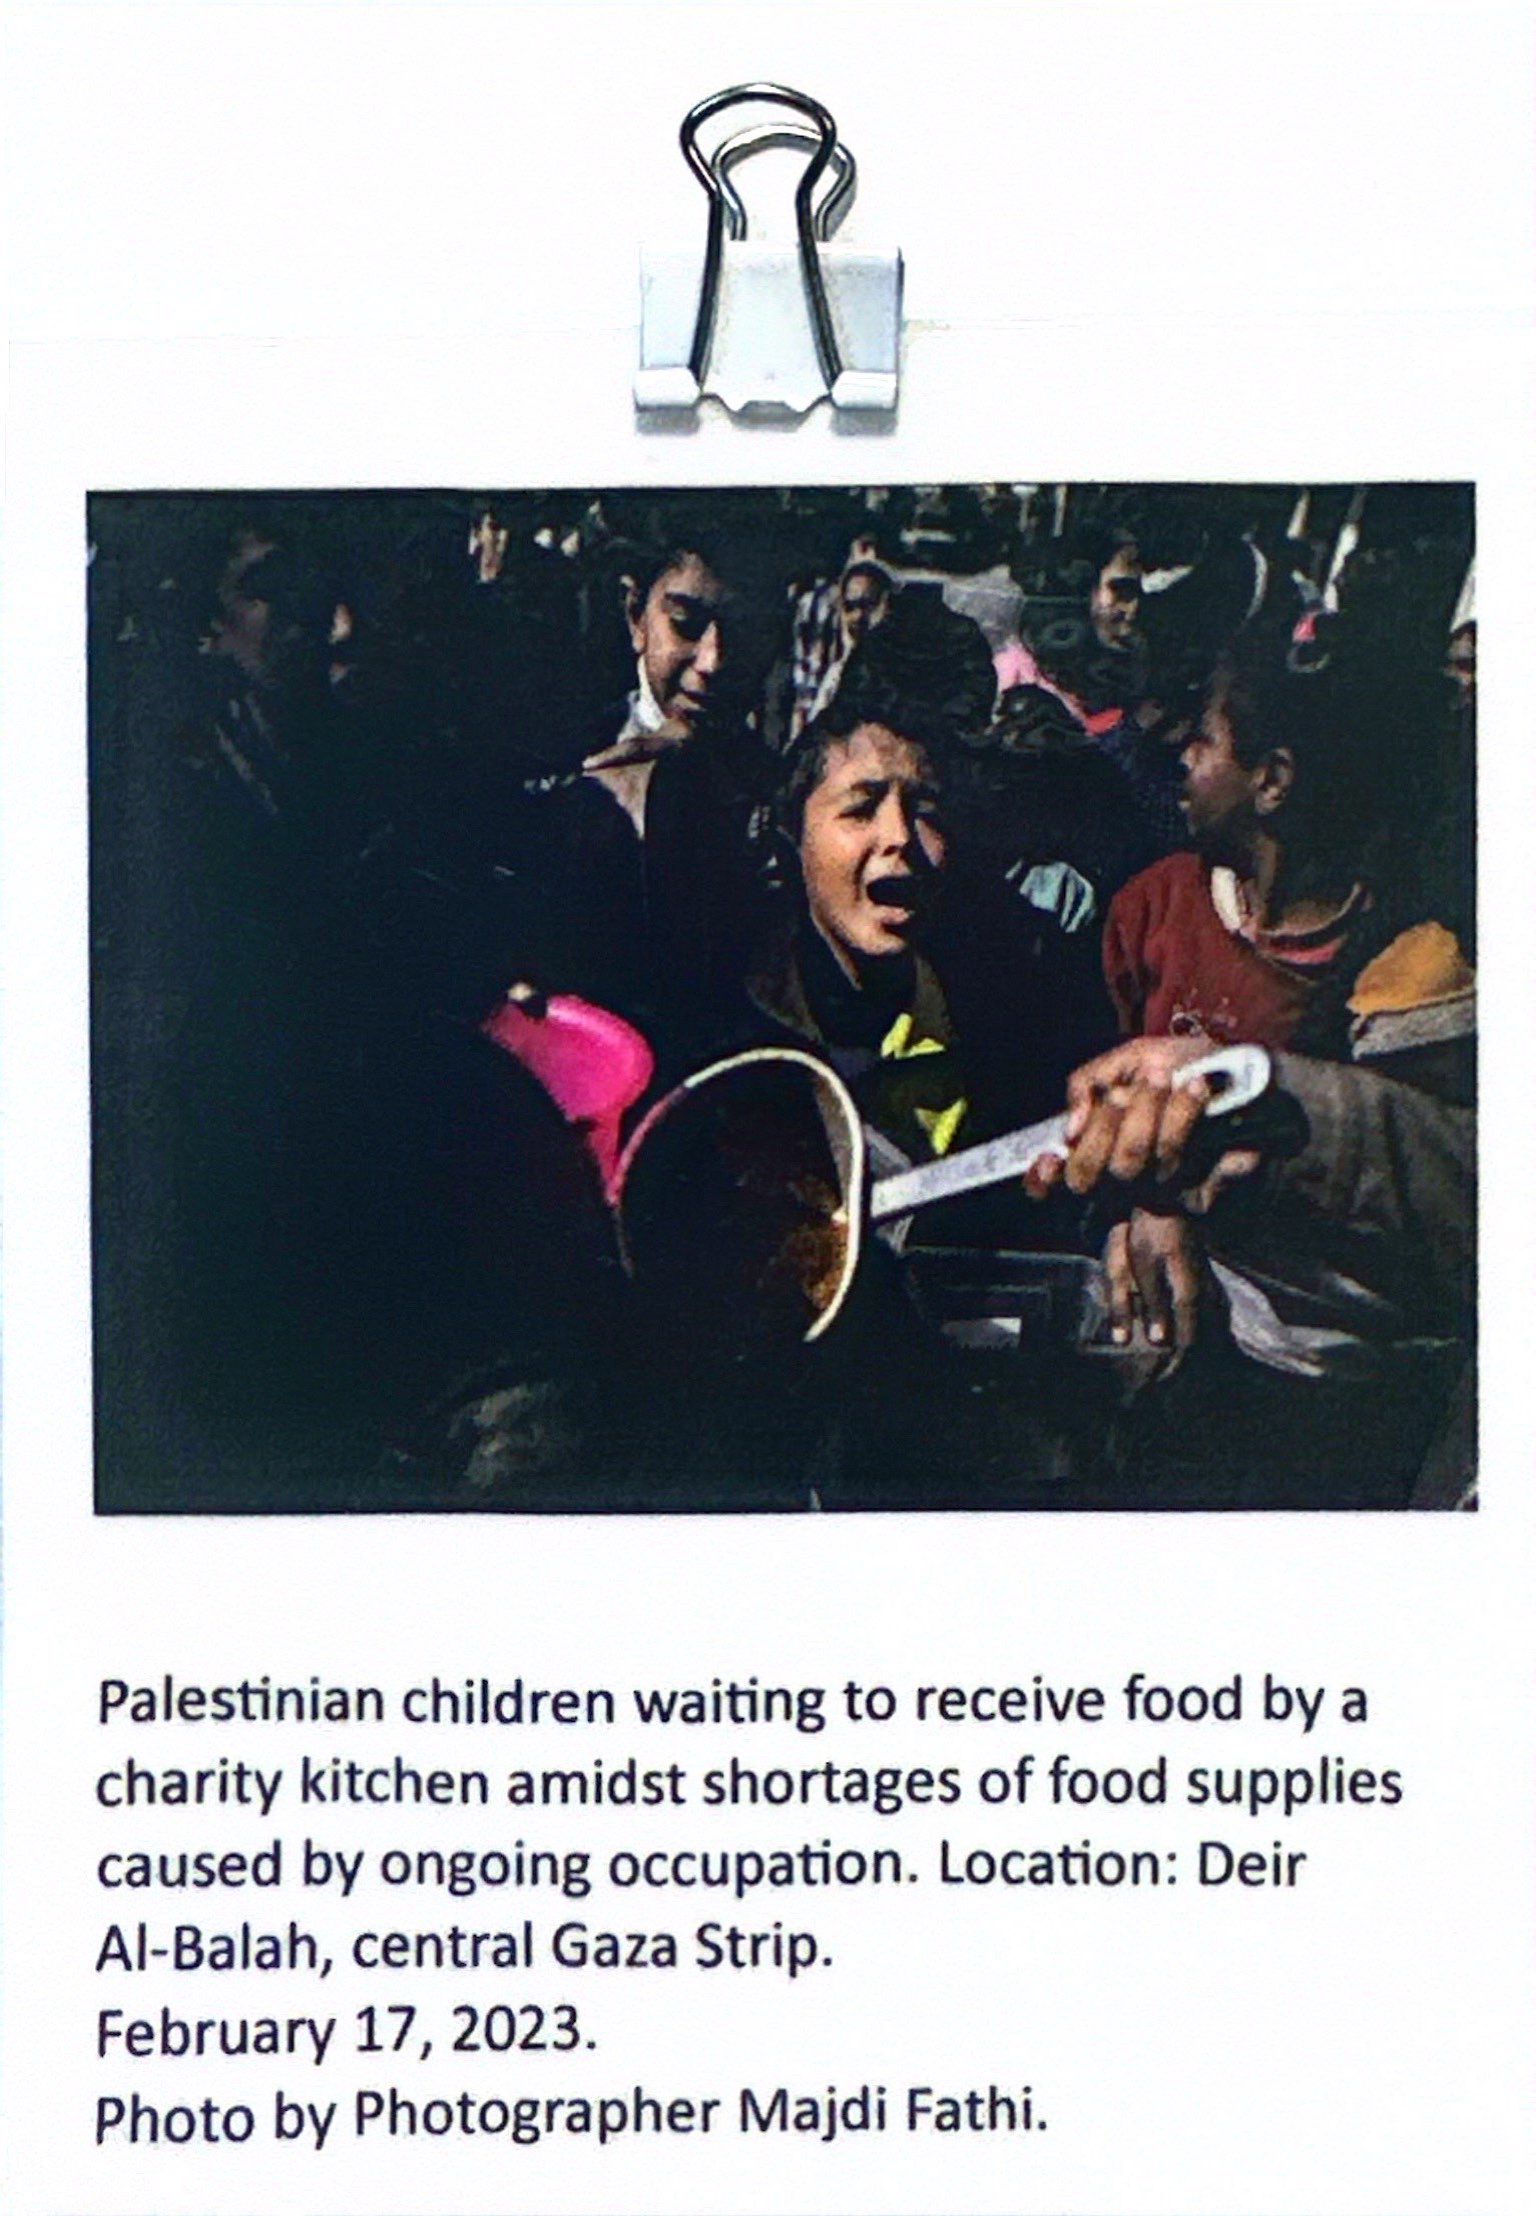 Palestinian children waiting to receive food by a
charity kitchen amidst shortages of food supplies
caused by ongoing occupation. Location: Deir
Al-Balah, central Gaza Strip.
February 17, 2023.
Photo by Photographer Majdi Fathi.